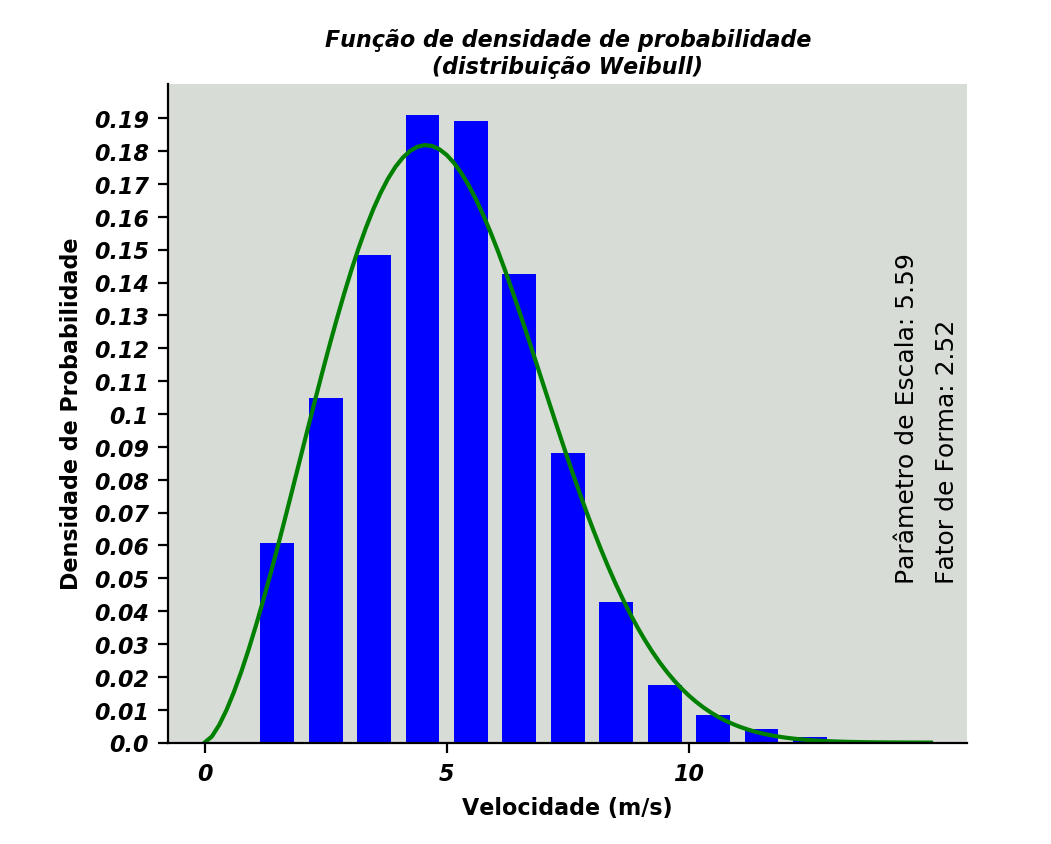 Função de densidade de probabilidade
(distribuição Weibull)
Densidade de Probabilidade
0.19
0.18
0.17
0.16
0.15
0.14
0.13
0.12
0.11
0.1
0.09
0.08
0.07
0.06
0.05
0.04
0.03
0.02
0.01
0.0
Parâmetro de Escala: 5.59
Fator de Forma: 2.52
0 5 10
Velocidade (m/s)